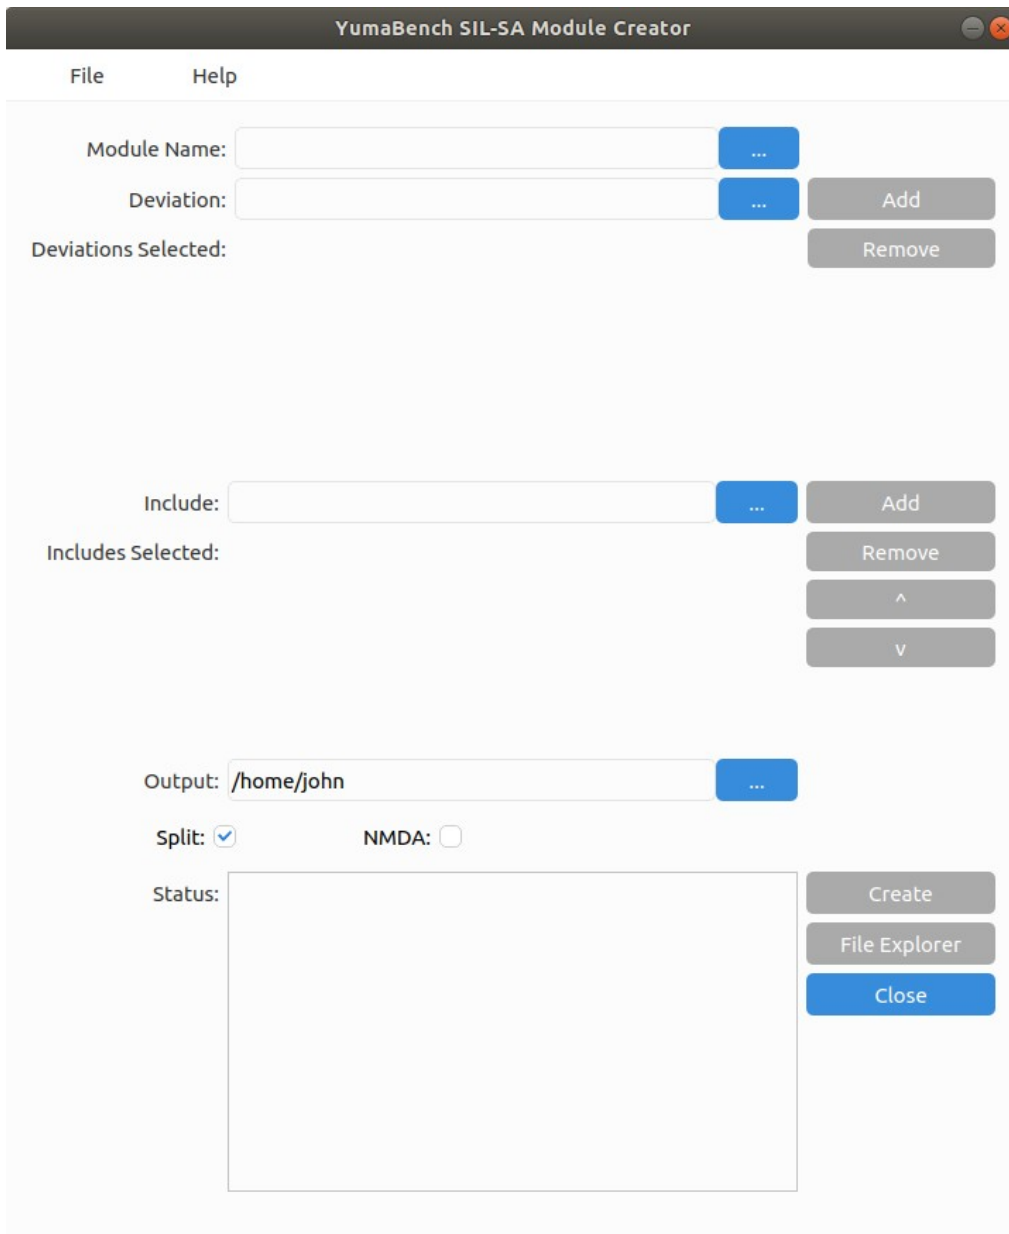 YumaBench SIL-SA Module Creator
File Help
Module Name: ...
Deviation: ... Add
Deviations Selected: Remove
Include: ... Add
Includes Selected: Remove
^
v
Output: /home/john ...
Split: NMDA:
Status: Create
File Explorer
Close